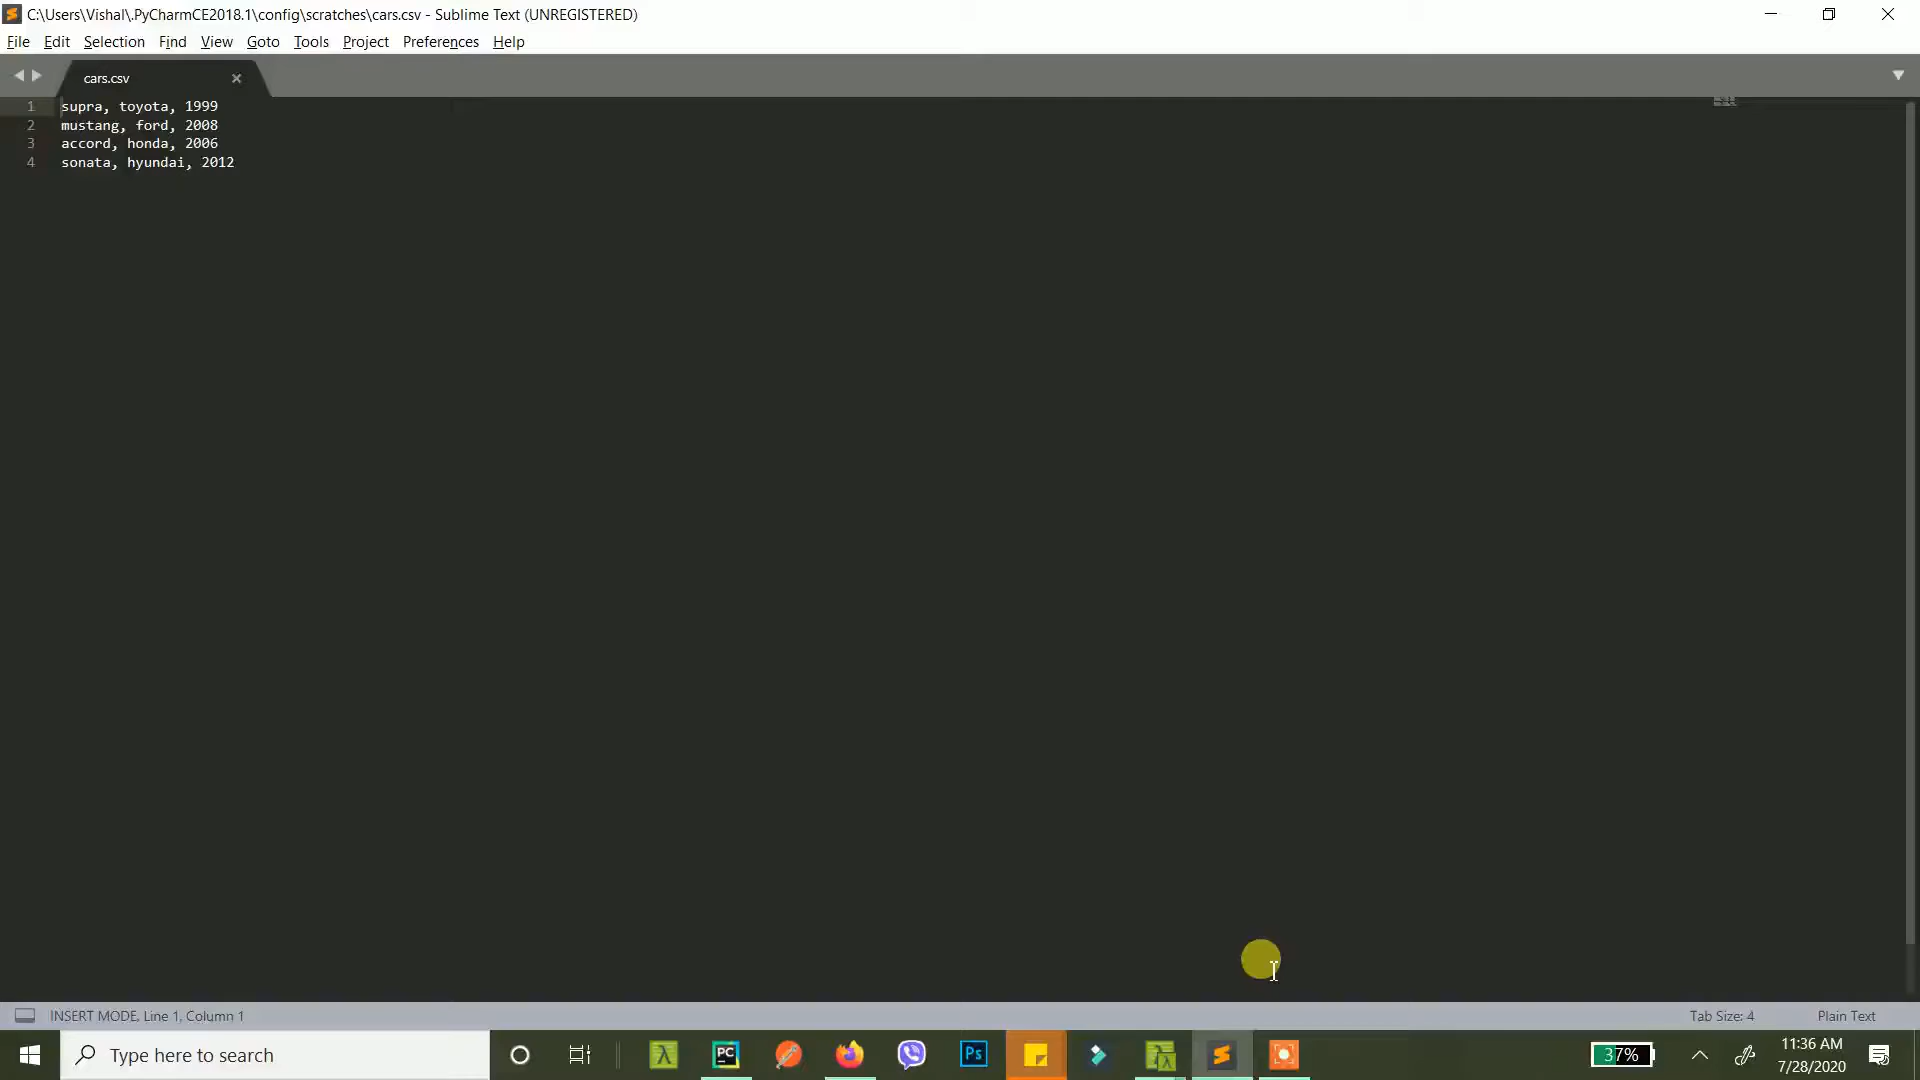 C:\Users\Vishal\.PyCharmCE2018.1\config\scratches\cars.csv - Sublime Text (UNREGISTERED)
File Edit Selection Find View Goto Tools Project Preferences Help
cars.csv
1 supra, toyota, 1999
2 mustang, ford, 2008
3 accord, honda, 2006
4 sonata, hyundai, 2012
INSERT MODE, Line 1, Column 1 Tab Size: 4 Plain Text
Type here to search PC Ps 37% 11:36 AM
7/28/2020